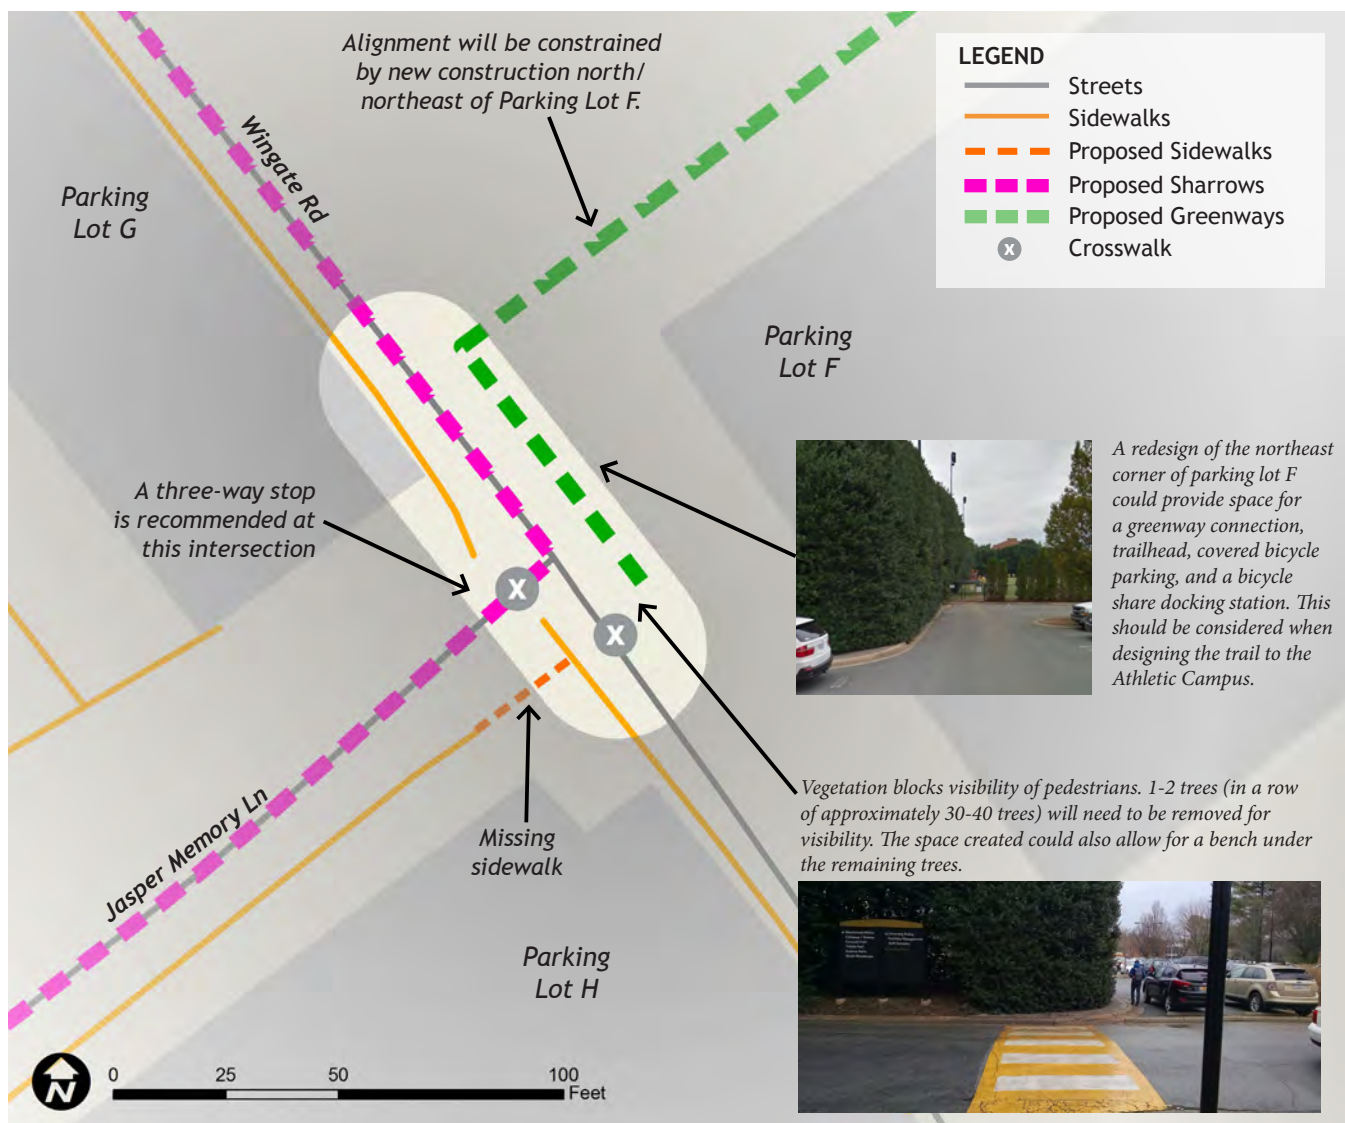 Alignment will be constrained
by new construction north/
northeast of Parking Lot F.
LEGEND
Streets
Sidewalks
Proposed Sidewalks
Proposed Sharrows
Proposed Greenways
X
Crosswalk
Wingate Rd
Parking
Lot G
Parking
Lot F
A three-way stop
is recommended at
this intersection
A redesign of the northeast
corner of parking lot F
could provide space for
a greenway connection,
trailhead, covered bicycle
parking, and a bicycle
share docking station. This
should be considered when
designing the trail to the
Athletic Campus.
X
X
Jasper Memory Ln
Missing
sidewalk
Vegetation blocks visibility of pedestrians. 1-2 trees (in a row
of approximately 30-40 trees) will need to be removed for
visibility. The space created could also allow for a bench under
the remaining trees.
Parking
Lot H
N
0 25 50 100
Feet